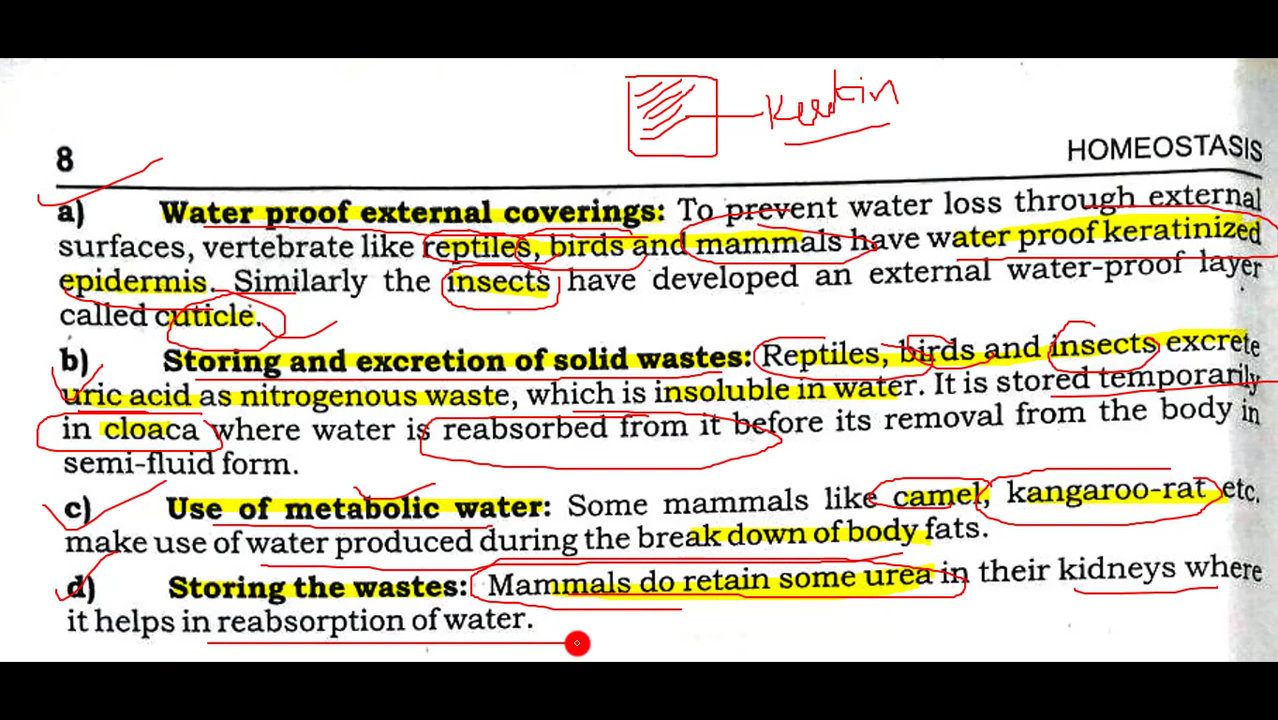 Keratin
8 HOMEOSTASIS
a) Water proof external coverings: To prevent water loss through external
surfaces, vertebrate like reptiles, birds and mammals have water proof keratinized
epidermis. Similarly the insects have developed an external water-proof layer
called cuticle.
b) Storing and excretion of solid wastes: Reptiles, birds and insects excrete
uric acid as nitrogenous waste, which is insoluble in water. It is stored temporarily
in cloaca where water is reabsorbed from it before its removal from the body in
semi-fluid form.
c) Use of metabolic water: Some mammals like camel, kangaroo-rat etc.
make use of water produced during the break down of body fats.
d) Storing the wastes: Mammals do retain some urea in their kidneys where
it helps in reabsorption of water.